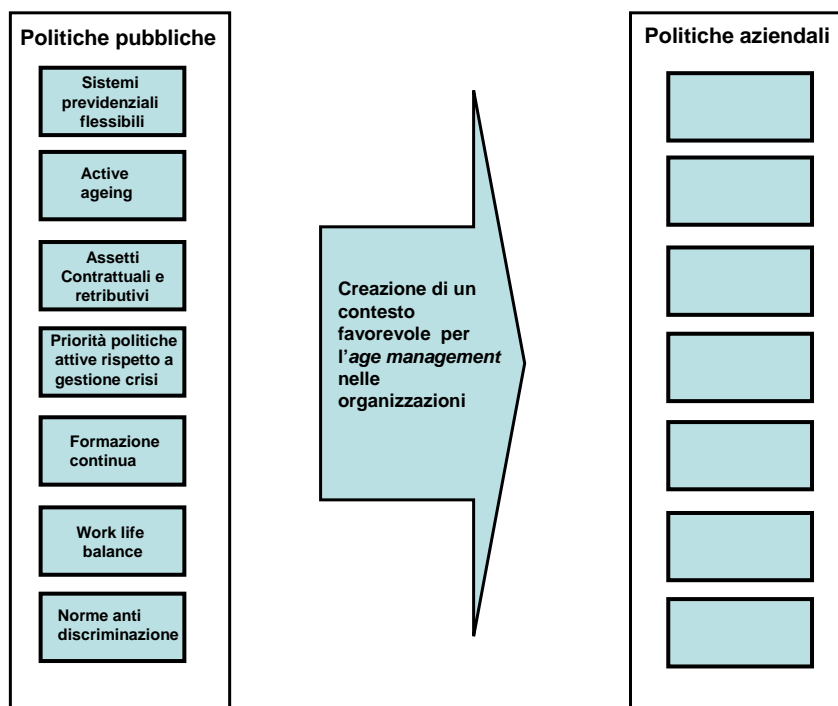 Politiche pubbliche
Sistemi
previdenziali
flessibili
Active
ageing
Assetti
Contrattuali e
retributivi
Priorità politiche
attive rispetto a
gestione crisi
Formazione
continua
Work life
balance
Norme anti
discriminazione
Creazione di un
contesto
favorevole per
l'age management
nelle
organizzazioni
Politiche aziendali